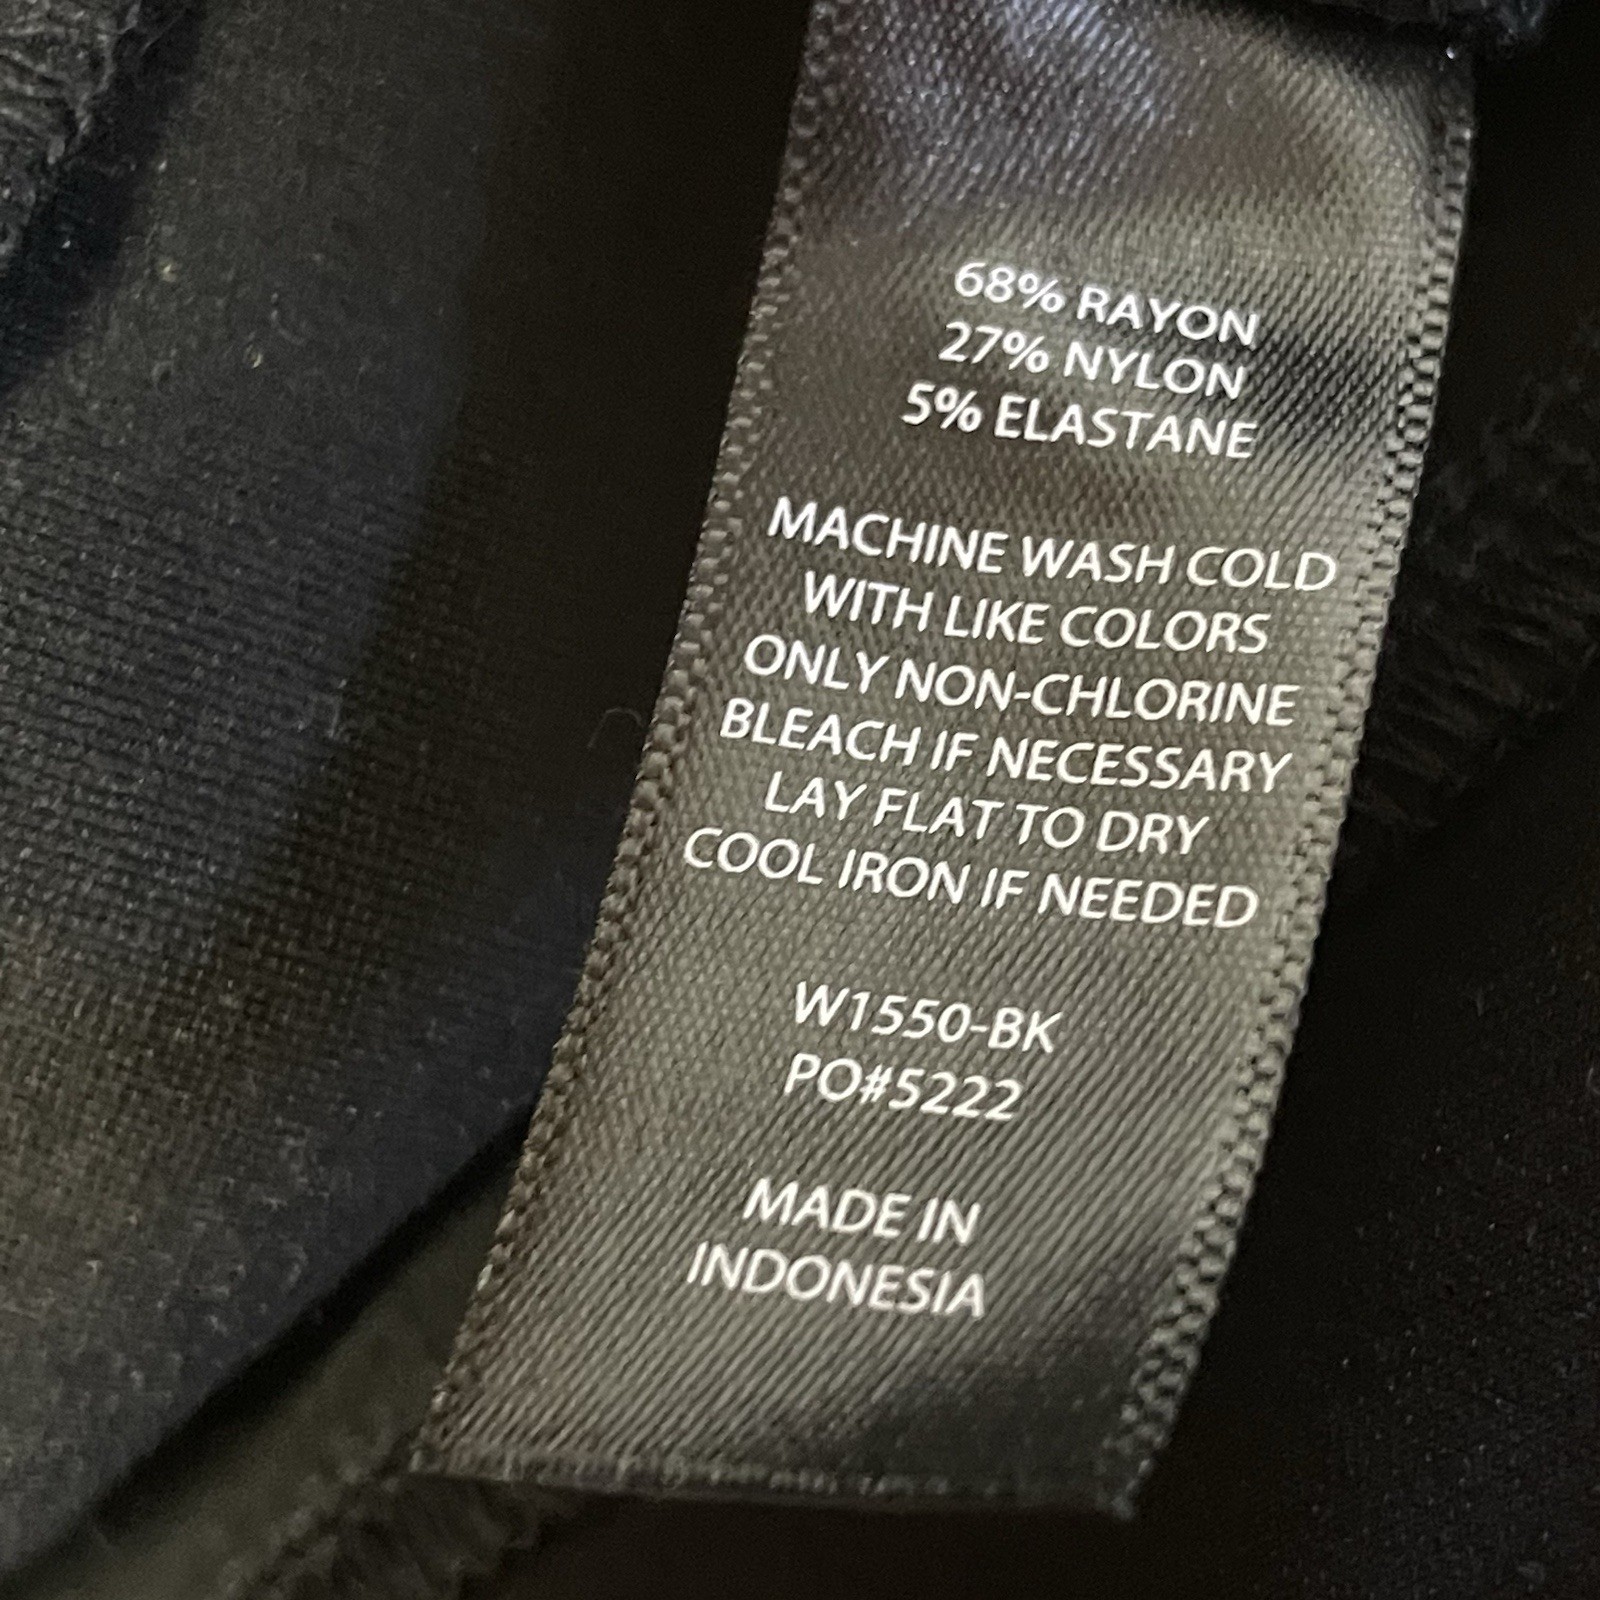 68% RAYON
27% NYLON
5% ELASTANE
MACHINE WASH COLD
WITH LIKE COLORS
ONLY NON-CHLORINE
BLEACH IF NECESSARY
LAY FLAT TO DRY
COOL IRON IF NEEDED
W1550-BK
PO#5222
MADE IN
INDONESIA